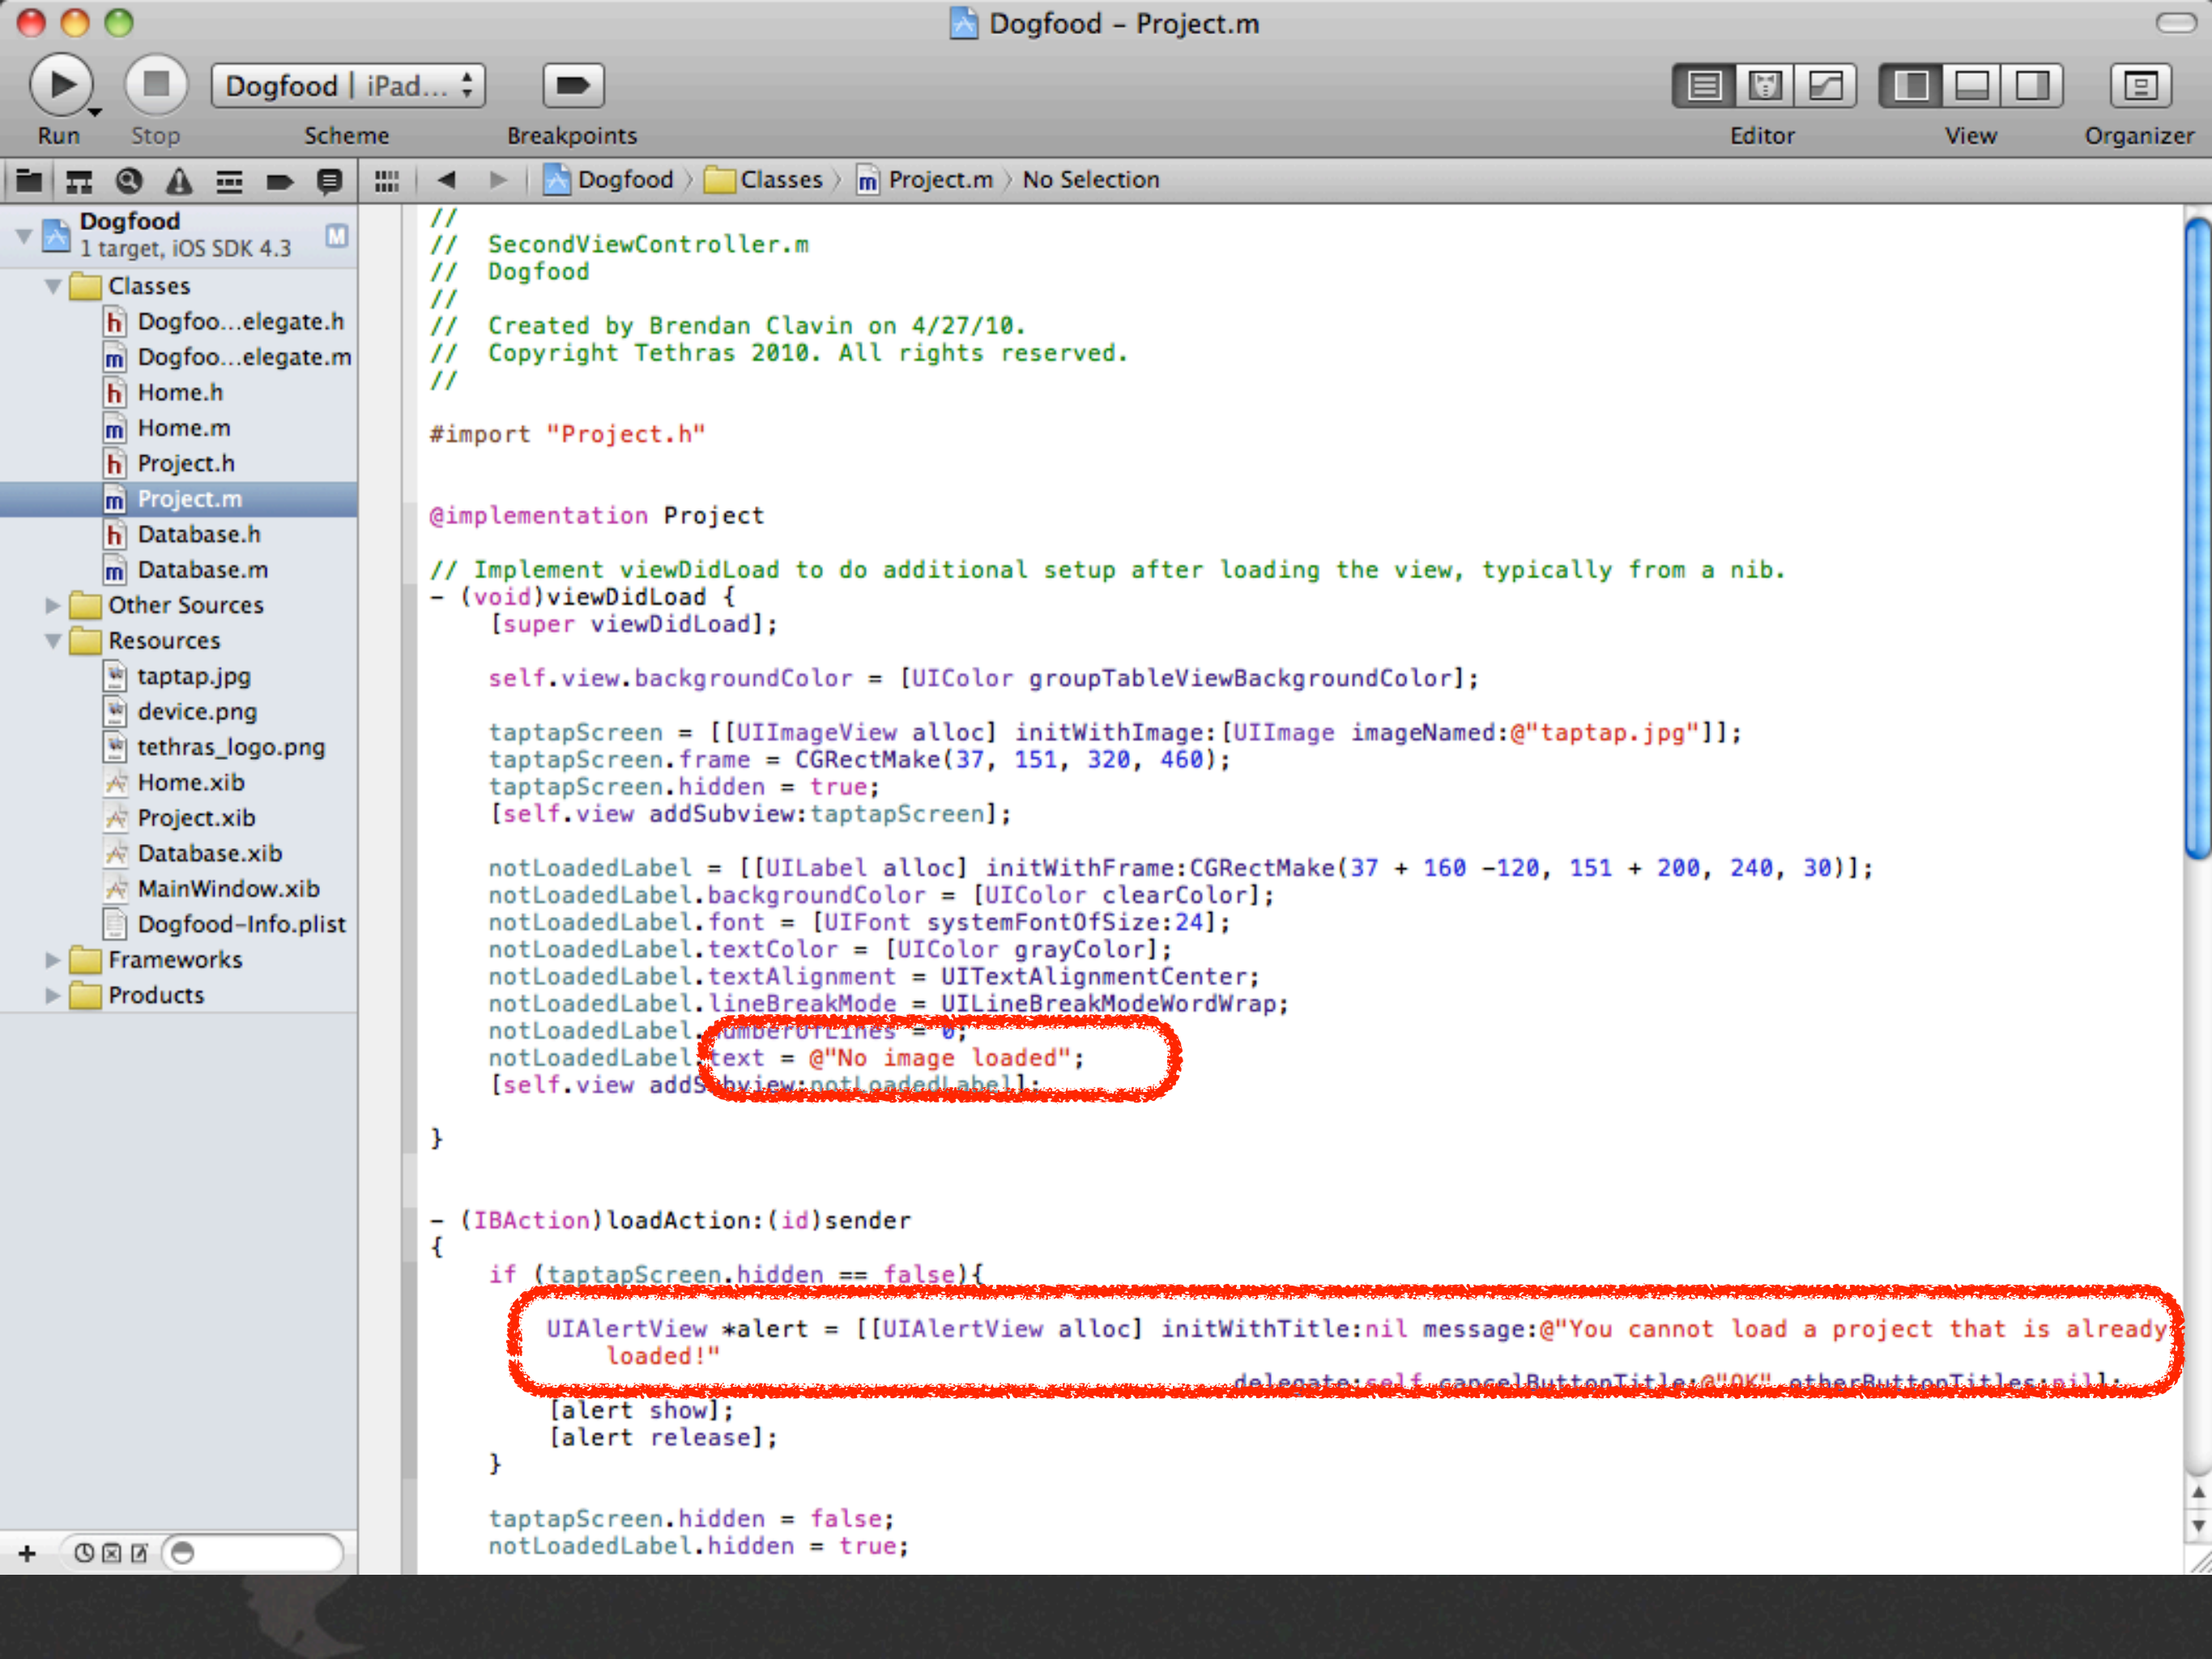 Dogfood – Project.m
Dogfood | iPad...
Run
Stop
Scheme
Breakpoints
Editor
View
Organizer
Dogfood
Classes
Project.m
No Selection
Dogfood
1 target, iOS SDK 4.3
M
Classes
h Dogfoo...elegate.h
m Dogfoo...elegate.m
h Home.h
m Home.m
h Project.h
m Project.m
h Database.h
m Database.m
Other Sources
Resources
taptap.jpg
device.png
tethras_logo.png
Home.xib
Project.xib
Database.xib
MainWindow.xib
Dogfood-Info.plist
Frameworks
Products
//
//  SecondViewController.m
//  Dogfood
//
//  Created by Brendan Clavin on 4/27/10.
//  Copyright Tethras 2010. All rights reserved.
//
#import "Project.h"
@implementation Project
// Implement viewDidLoad to do additional setup after loading the view, typically from a nib.
- (void)viewDidLoad {
[super viewDidLoad];
self.view.backgroundColor = [UIColor groupTableViewBackgroundColor];
taptapScreen = [[UIImageView alloc] initWithImage:[UIImage imageNamed:@"taptap.jpg"]];
taptapScreen.frame = CGRectMake(37, 151, 320, 460);
taptapScreen.hidden = true;
[self.view addSubview:taptapScreen];
notLoadedLabel = [[UILabel alloc] initWithFrame:CGRectMake(37 + 160 -120, 151 + 200, 240, 30)];
notLoadedLabel.backgroundColor = [UIColor clearColor];
notLoadedLabel.font = [UIFont systemFontOfSize:24];
notLoadedLabel.textColor = [UIColor grayColor];
notLoadedLabel.textAlignment = UITextAlignmentCenter;
notLoadedLabel.lineBreakMode = UILineBreakModeWordWrap;
notLoadedLabel.numberOfLines = 0;
notLoadedLabel.text = @"No image loaded";
[self.view addSubview:notLoadedLabel];
}
- (IBAction)loadAction:(id)sender
{
if (taptapScreen.hidden == false){
UIAlertView *alert = [[UIAlertView alloc] initWithTitle:nil message:@"You cannot load a project that is already
loaded!"
delegate:self cancelButtonTitle:@"OK" otherButtonTitles:nil];
[alert show];
[alert release];
}
taptapScreen.hidden = false;
notLoadedLabel.hidden = true;